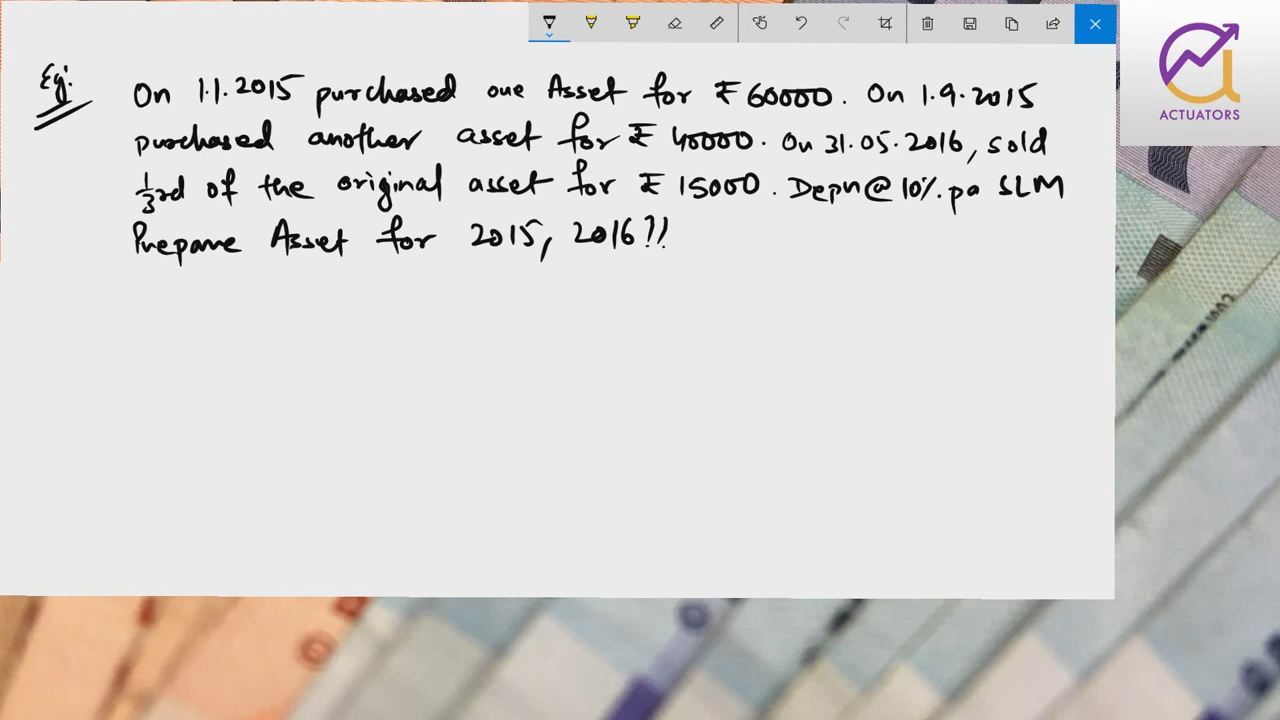 ACTUATORS
Eg:
On 1.1.2015 purchased one Asset for ₹ 60000. On 1.9.2015
purchased another asset for ₹ 40000. On 31.05.2016, sold
1/3rd of the original asset for ₹ 15000. Depn@10%.pa SLM
Prepare Asset for 2015, 2016?!